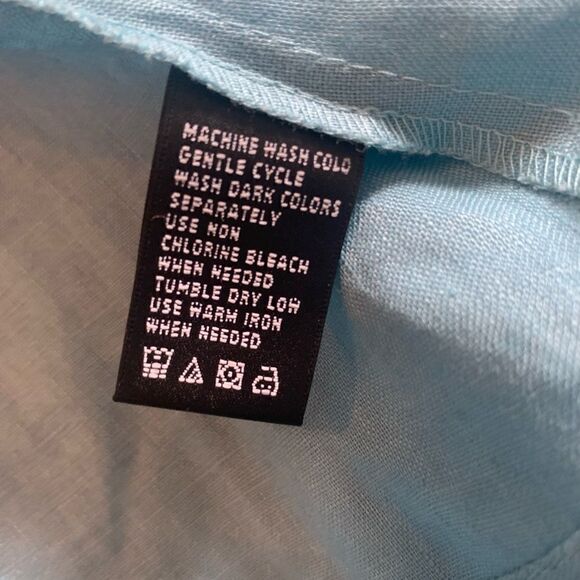 MACHINE WASH COLD
GENTLE CYCLE
WASH DARK COLORS
SEPARATELY
USE NON
CHLORINE BLEACH
WHEN NEEDED
TUMBLE DRY LOW
USE WARM IRON
WHEN NEEDED